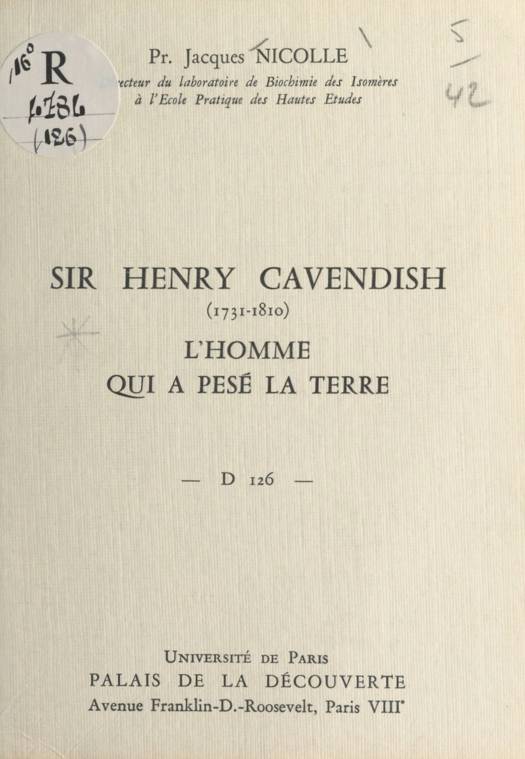 Pr. Jacques NICOLLE
recteur du laboratoire de Biochimie des Isomères
à l'Ecole Pratique des Hautes Etudes
16° R
(126)
5
42
SIR HENRY CAVENDISH
(1731-1810)
L'HOMME
QUI A PESÉ LA TERRE
— D 126 —
UNIVERSITÉ DE PARIS
PALAIS DE LA DÉCOUVERTE
Avenue Franklin-D.-Roosevelt, Paris VIIIe